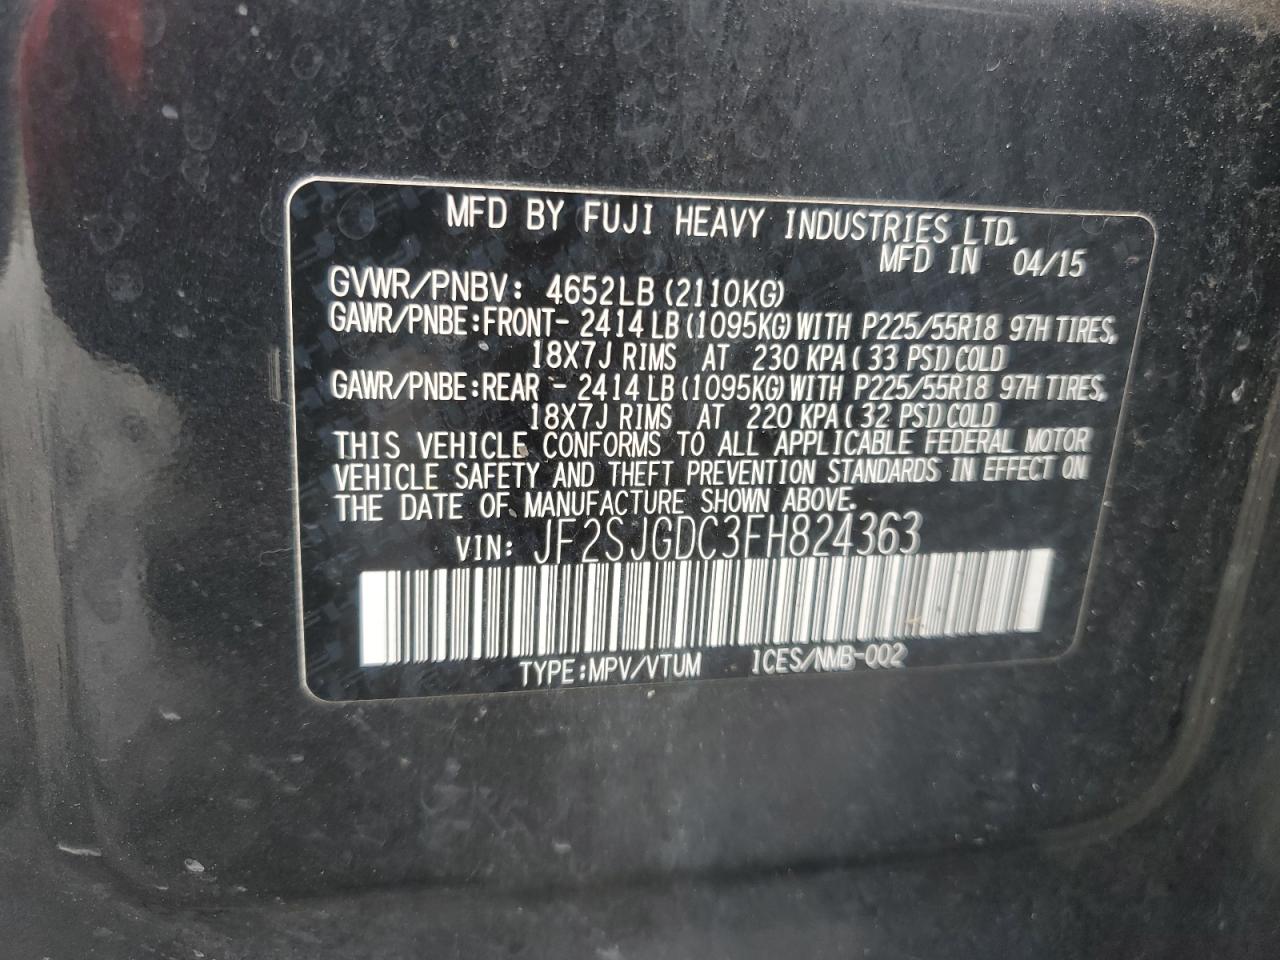 MFD BY FUJI HEAVY INDUSTRIES LTD.
MFD IN 04/15
GVWR/PNBV: 4652LB (2110KG)
GAWR/PNBE:FRONT- 2414 LB (1095KG) WITH P225/55R18 97H TIRES,
18X7J RIMS AT 230 KPA ( 33 PSI) COLD
GAWR/PNBE:REAR - 2414 LB (1095KG) WITH P225/55R18 97H TIRES,
18X7J RIMS AT 220 KPA ( 32 PSI) COLD
THIS VEHICLE CONFORMS TO ALL APPLICABLE FEDERAL MOTOR
VEHICLE SAFETY AND THEFT PREVENTION STANDARDS IN EFFECT ON
THE DATE OF MANUFACTURE SHOWN ABOVE.
VIN: JF2SJGDC3FH824363
TYPE:MPV/VTUM ICES/NMB-002